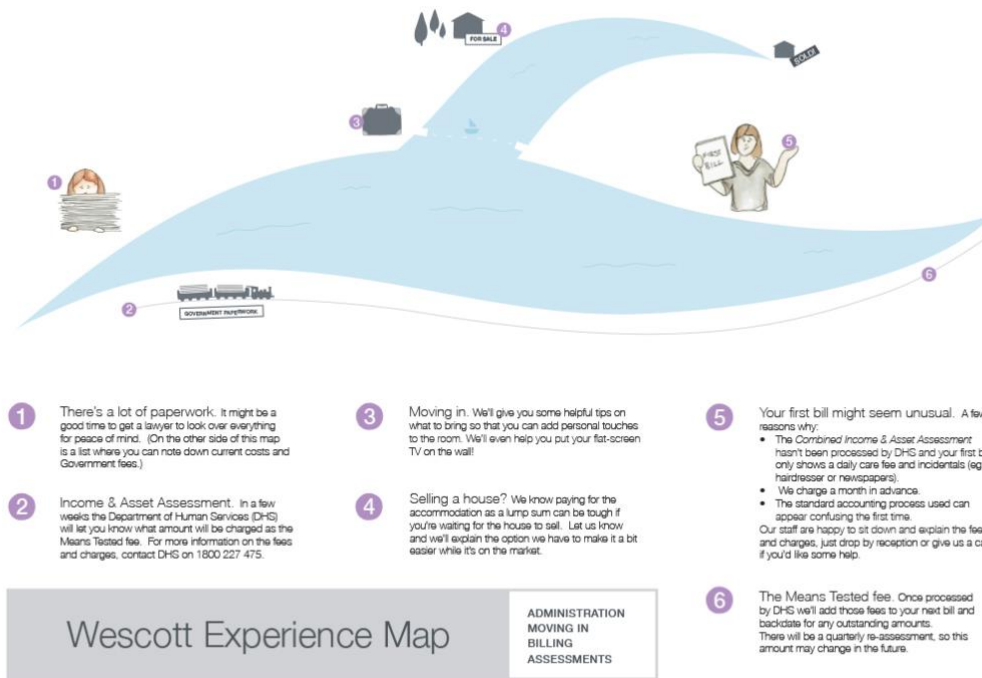 4
FOR SALE
SOLD!
3
5
FIRST
BILL
1
6
2
GOVERNMENT PAPERWORK
1
There's a lot of paperwork. It might be a
good time to get a lawyer to look over everything
for peace of mind. (On the other side of this map
is a list where you can note down current costs and
Government fees.)
2
Income & Asset Assessment. In a few
weeks the Department of Human Services (DHS)
will let you know what amount will be charged as the
Means Tested fee. For more information on the fees
and charges, contact DHS on 1800 227 475.
3
Moving in. We'll give you some helpful tips on
what to bring so that you can add personal touches
to the room. We'll even help you put your flat-screen
TV on the wall!
4
Selling a house? We know paying for the
accommodation as a lump sum can be tough if
you're waiting for the house to sell. Let us know
and we'll explain the option we have to make it a bit
easier while it's on the market.
5
Your first bill might seem unusual. A few
reasons why:
• The Combined Income & Asset Assessment
hasn't been processed by DHS and your first b
only shows a daily care fee and incidentals (eg
hairdresser or newspapers).
• We charge a month in advance.
• The standard accounting process used can
appear confusing the first time.
Our staff are happy to sit down and explain the fee
and charges, just drop by reception or give us a ca
if you'd like some help.
6
The Means Tested fee. Once processed
by DHS we'll add those fees to your next bill and
backdate for any outstanding amounts.
There will be a quarterly re-assessment, so this
amount may change in the future.
Wescott Experience Map
ADMINISTRATION
MOVING IN
BILLING
ASSESSMENTS